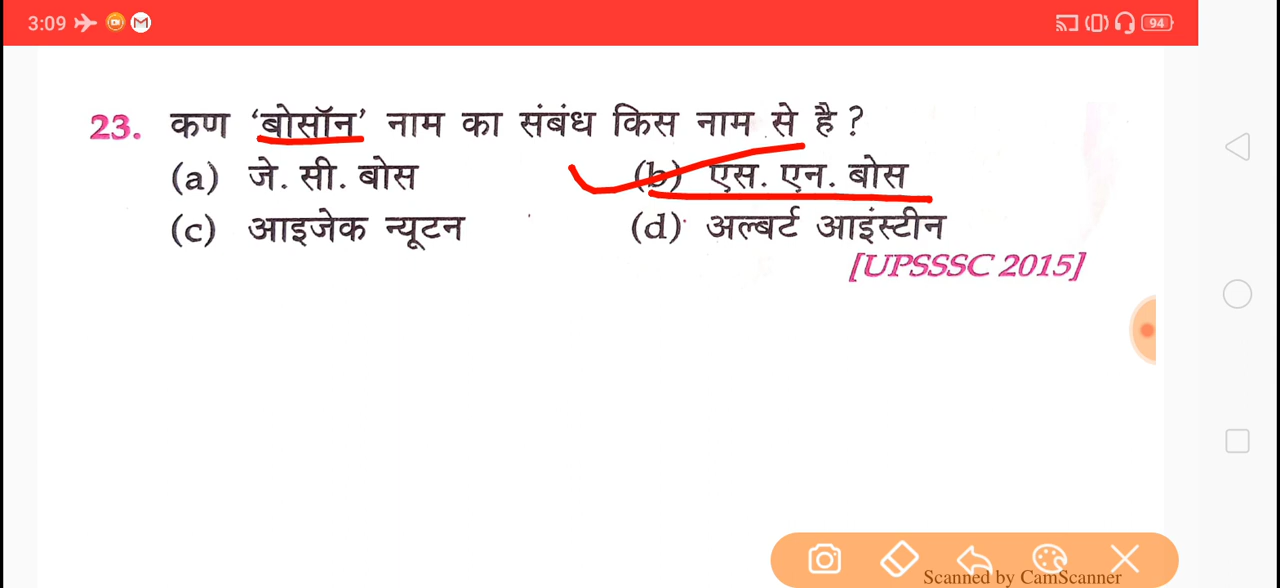 3:09
94
23. कण ‘बोसॉन’ नाम का संबंध किस नाम से है ?
(a) जे. सी. बोस (b) एस. एन. बोस
(c) आइजेक न्यूटन (d) अल्बर्ट आइंस्टीन
[UPSSSC 2015]
Scanned by CamScanner